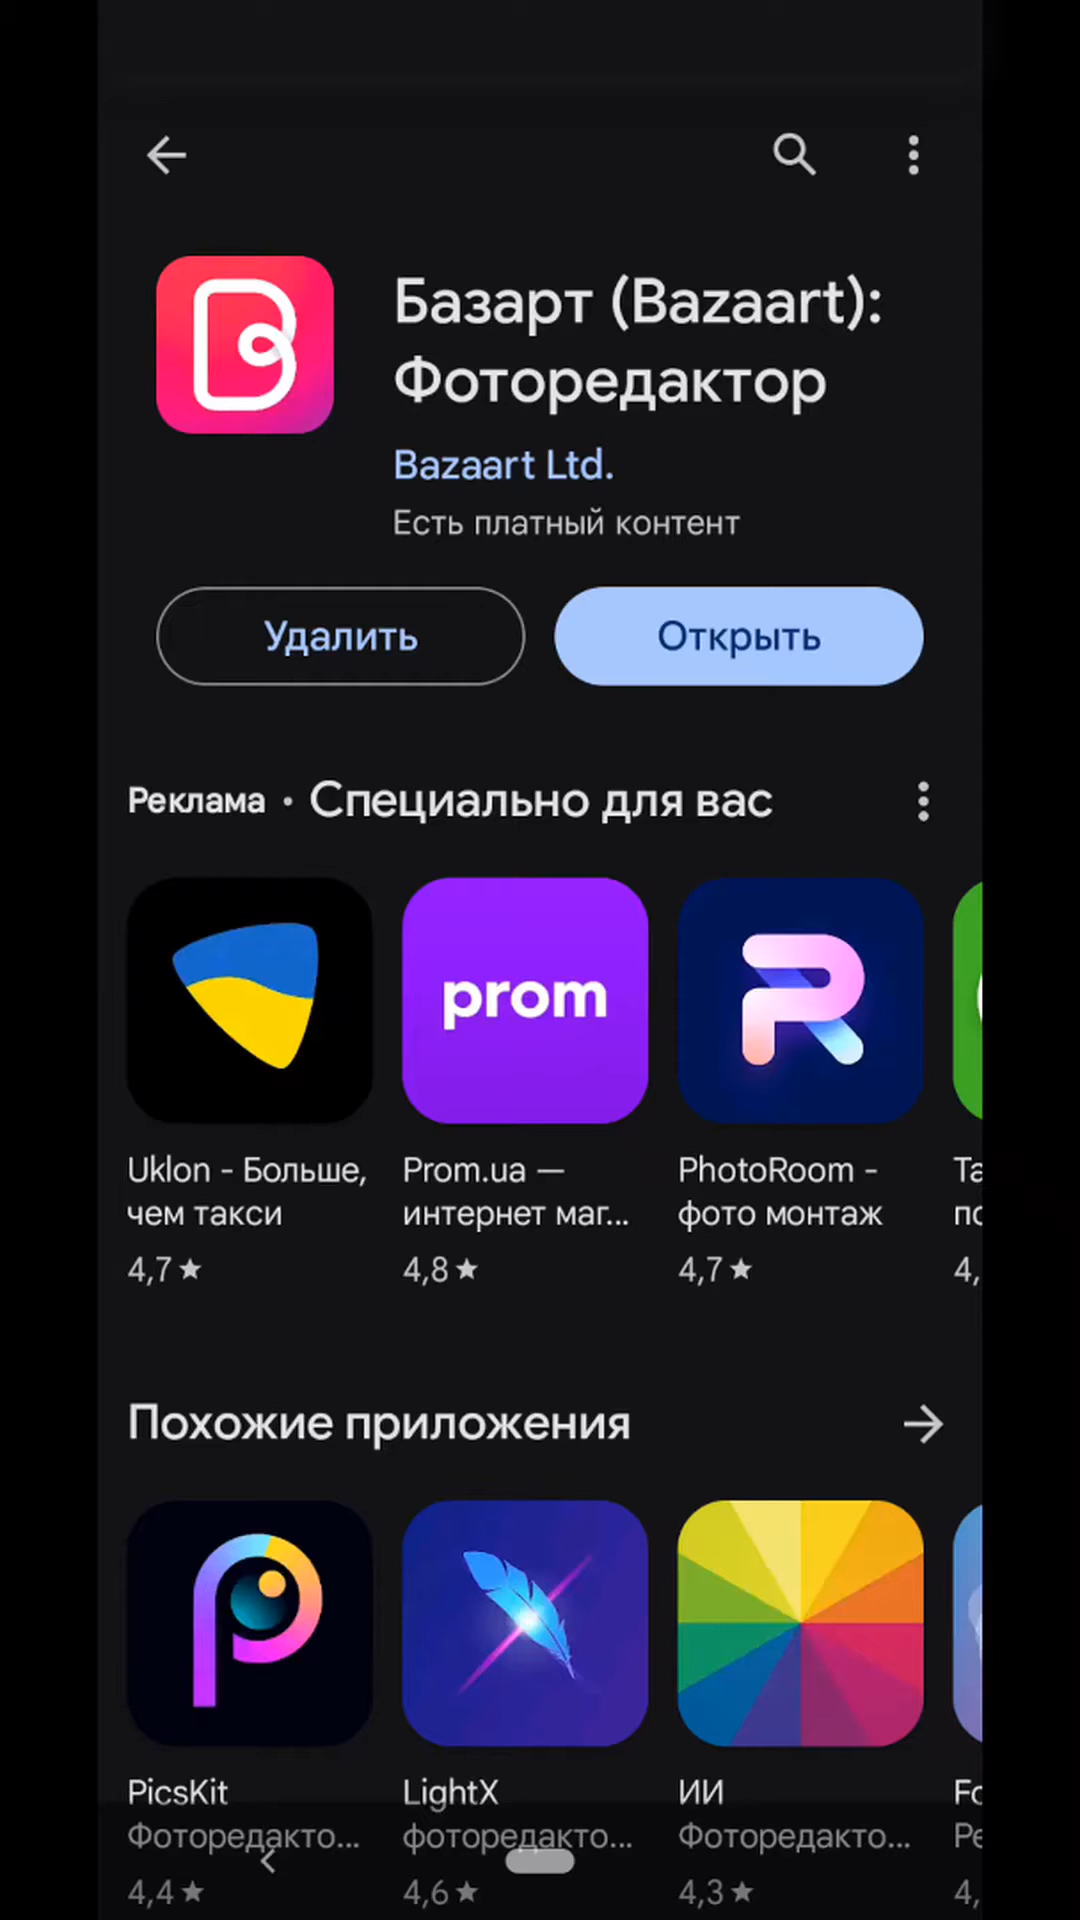 Базарт (Bazaart):
Фоторедактор
Bazaart Ltd.
Есть платный контент
Удалить
Открыть
Реклама • Специально для вас
prom
Uklon - Больше,
чем такси
4,7★
Prom.ua —
интернет маг...
4,8★
PhotoRoom -
фото монтаж
4,7★
Похожие приложения
PicsKit
Фоторедакто...
4,4★
LightX
фоторедакто...
4,6★
ИИ
Фоторедакто...
4,3★